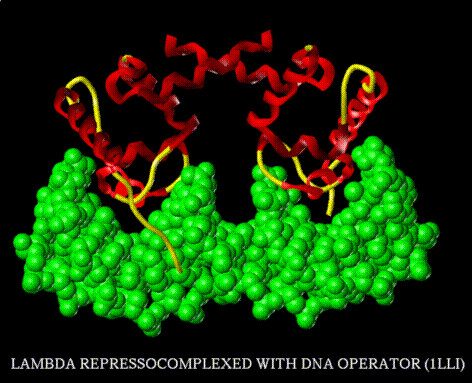 LAMBDA REPRESSOCOMPLEXED WITH DNA OPERATOR (1LLI)